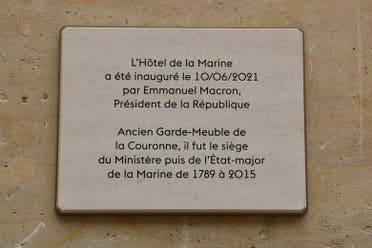 L'Hôtel de la Marine
a été inauguré le 10/06/2021
par Emmanuel Macron,
Président de la République
Ancien Garde-Meuble de
la Couronne, il fut le siège
du Ministère puis de l'État-major
de la Marine de 1789 à 2015